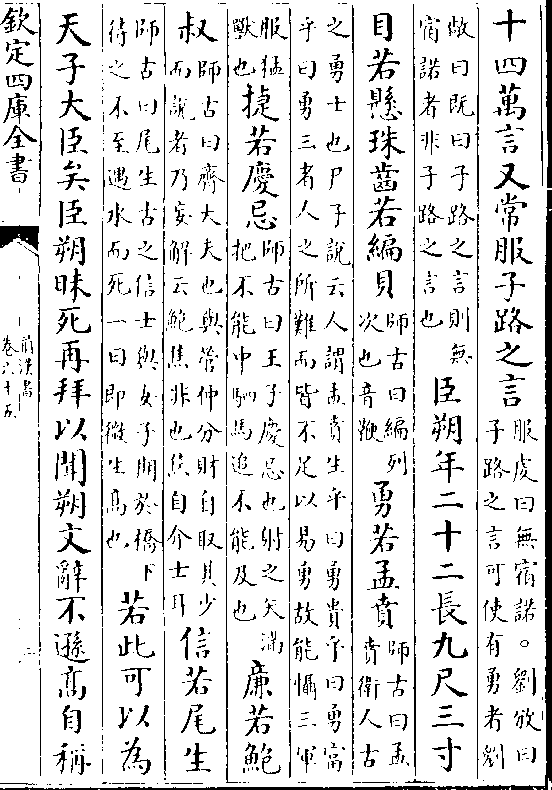 十四萬言又常服子路之言服虔曰無宿諾。劉攽曰子路之言可使有勇者劉
攽曰既曰子路之言則無宿諾者非子路之言也臣朔年二十二長九尺三寸
目若懸珠齒若編貝師古曰編列次也音鞭勇若孟賁師古曰孟賁衛人古
之勇士也尸子說云人謂孟賁生乎曰勇貴乎曰勇富乎曰勇三者人之所難而皆不足以易勇故能懾三軍
服猛獸也捷若慶忌師古曰王子慶忌也射之矢滿把不能中駟馬追不能及也廉若鮑
叔師古曰齊大夫也與管仲分財自取其少而說者乃妄解云鮑焦非也焦自介士耳信若尾生
師古曰尾生古之信士與女子期於橋下待之不至遇水而死一曰即微生高也若此可以為
天子大臣矣臣朔昧死再拜以聞朔文辭不遜高自稱
欽定四庫全書
前漢書
卷六十五